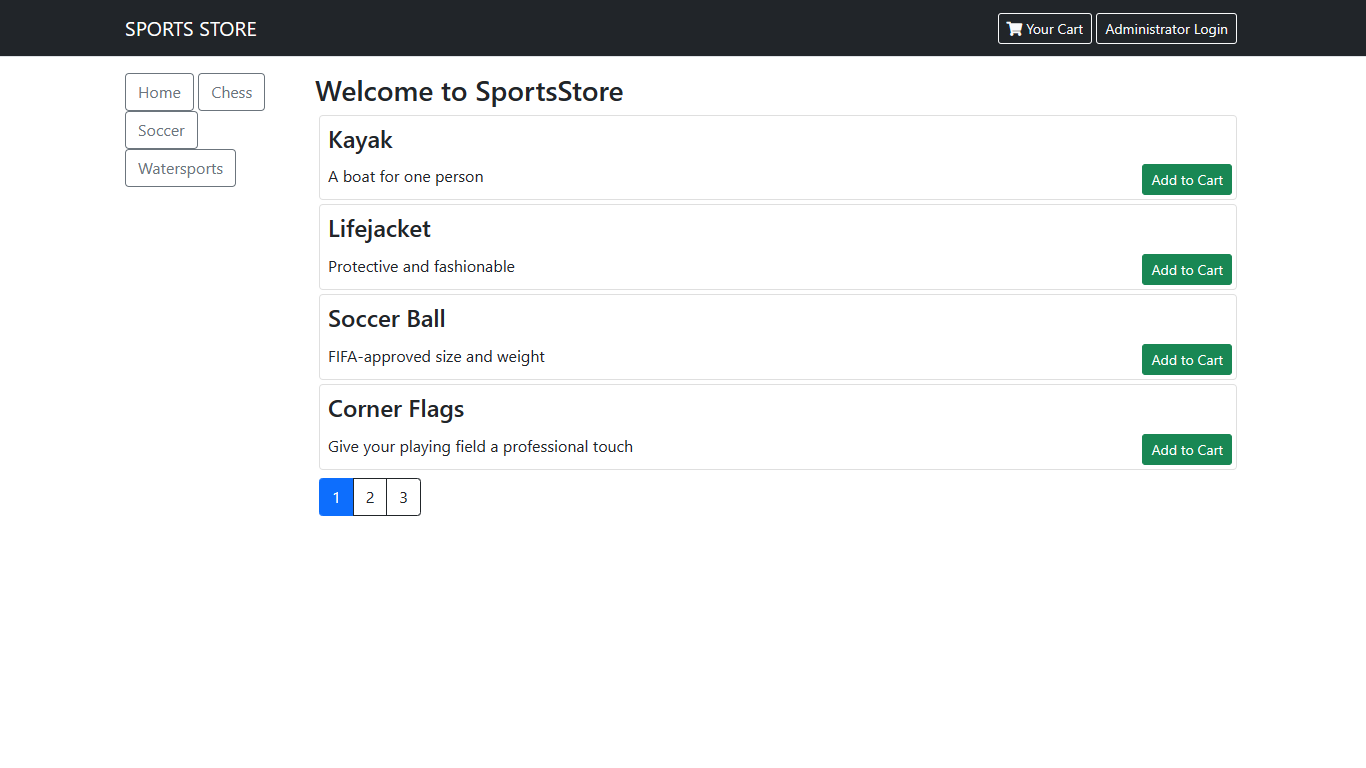 SPORTS STORE
Your Cart
Administrator Login
Home
Chess
Soccer
Watersports
Welcome to SportsStore
Kayak
A boat for one person
Add to Cart
Lifejacket
Protective and fashionable
Add to Cart
Soccer Ball
FIFA-approved size and weight
Add to Cart
Corner Flags
Give your playing field a professional touch
Add to Cart
1 2 3